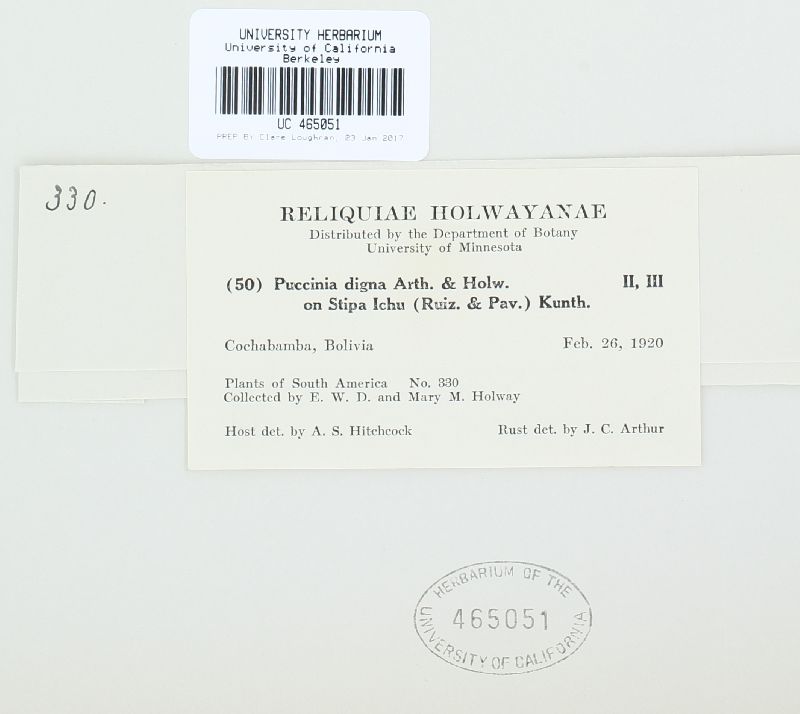 UNIVERSITY HERBARIUM
University of California
Berkeley
UC 465051
PREP BY Clare Loughran, 23 Jan 2017
330.
RELIQUIAE HOLWAYANAE
Distributed by the Department of Botany
University of Minnesota
(50) Puccinia digna Arth. & Holw. II, III
on Stipa Ichu (Ruiz. & Pav.) Kunth.
Cochabamba, Bolivia Feb. 26, 1920
Plants of South America No. 330
Collected by E. W. D. and Mary M. Holway
Host det. by A. S. Hitchcock Rust det. by J. C. Arthur
HERBARIUM OF THE
465051
UNIVERSITY OF CALIFORNIA